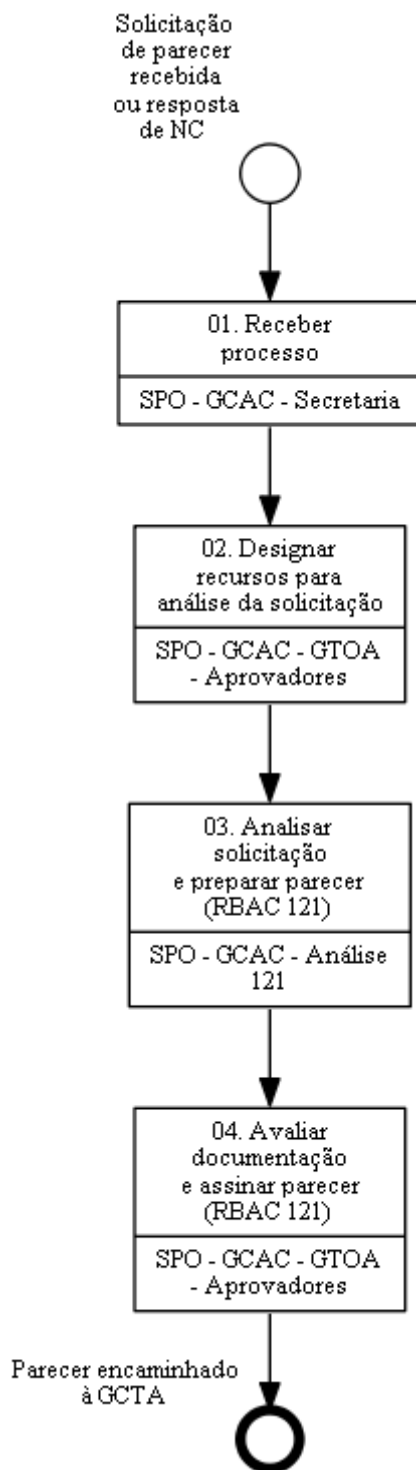 Solicitação
de parecer
recebida
ou resposta
de NC
01. Receber
processo
SPO - GCAC - Secretaria
02. Designar
recursos para
análise da solicitação
SPO - GCAC - GTOA
- Aprovadores
03. Analisar
solicitação
e preparar parecer
(RBAC 121)
SPO - GCAC - Análise
121
04. Avaliar
documentação
e assinar parecer
(RBAC 121)
SPO - GCAC - GTOA
- Aprovadores
Parecer encaminhado
à GCTA